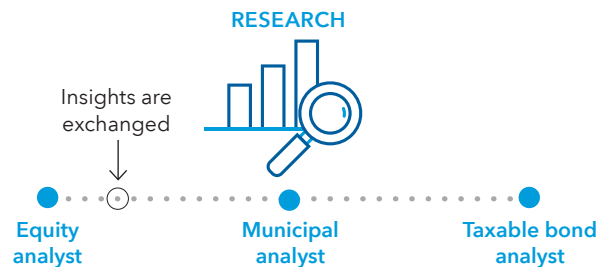 RESEARCH
Insights are
exchanged
Equity
analyst
Municipal
analyst
Taxable bond
analyst